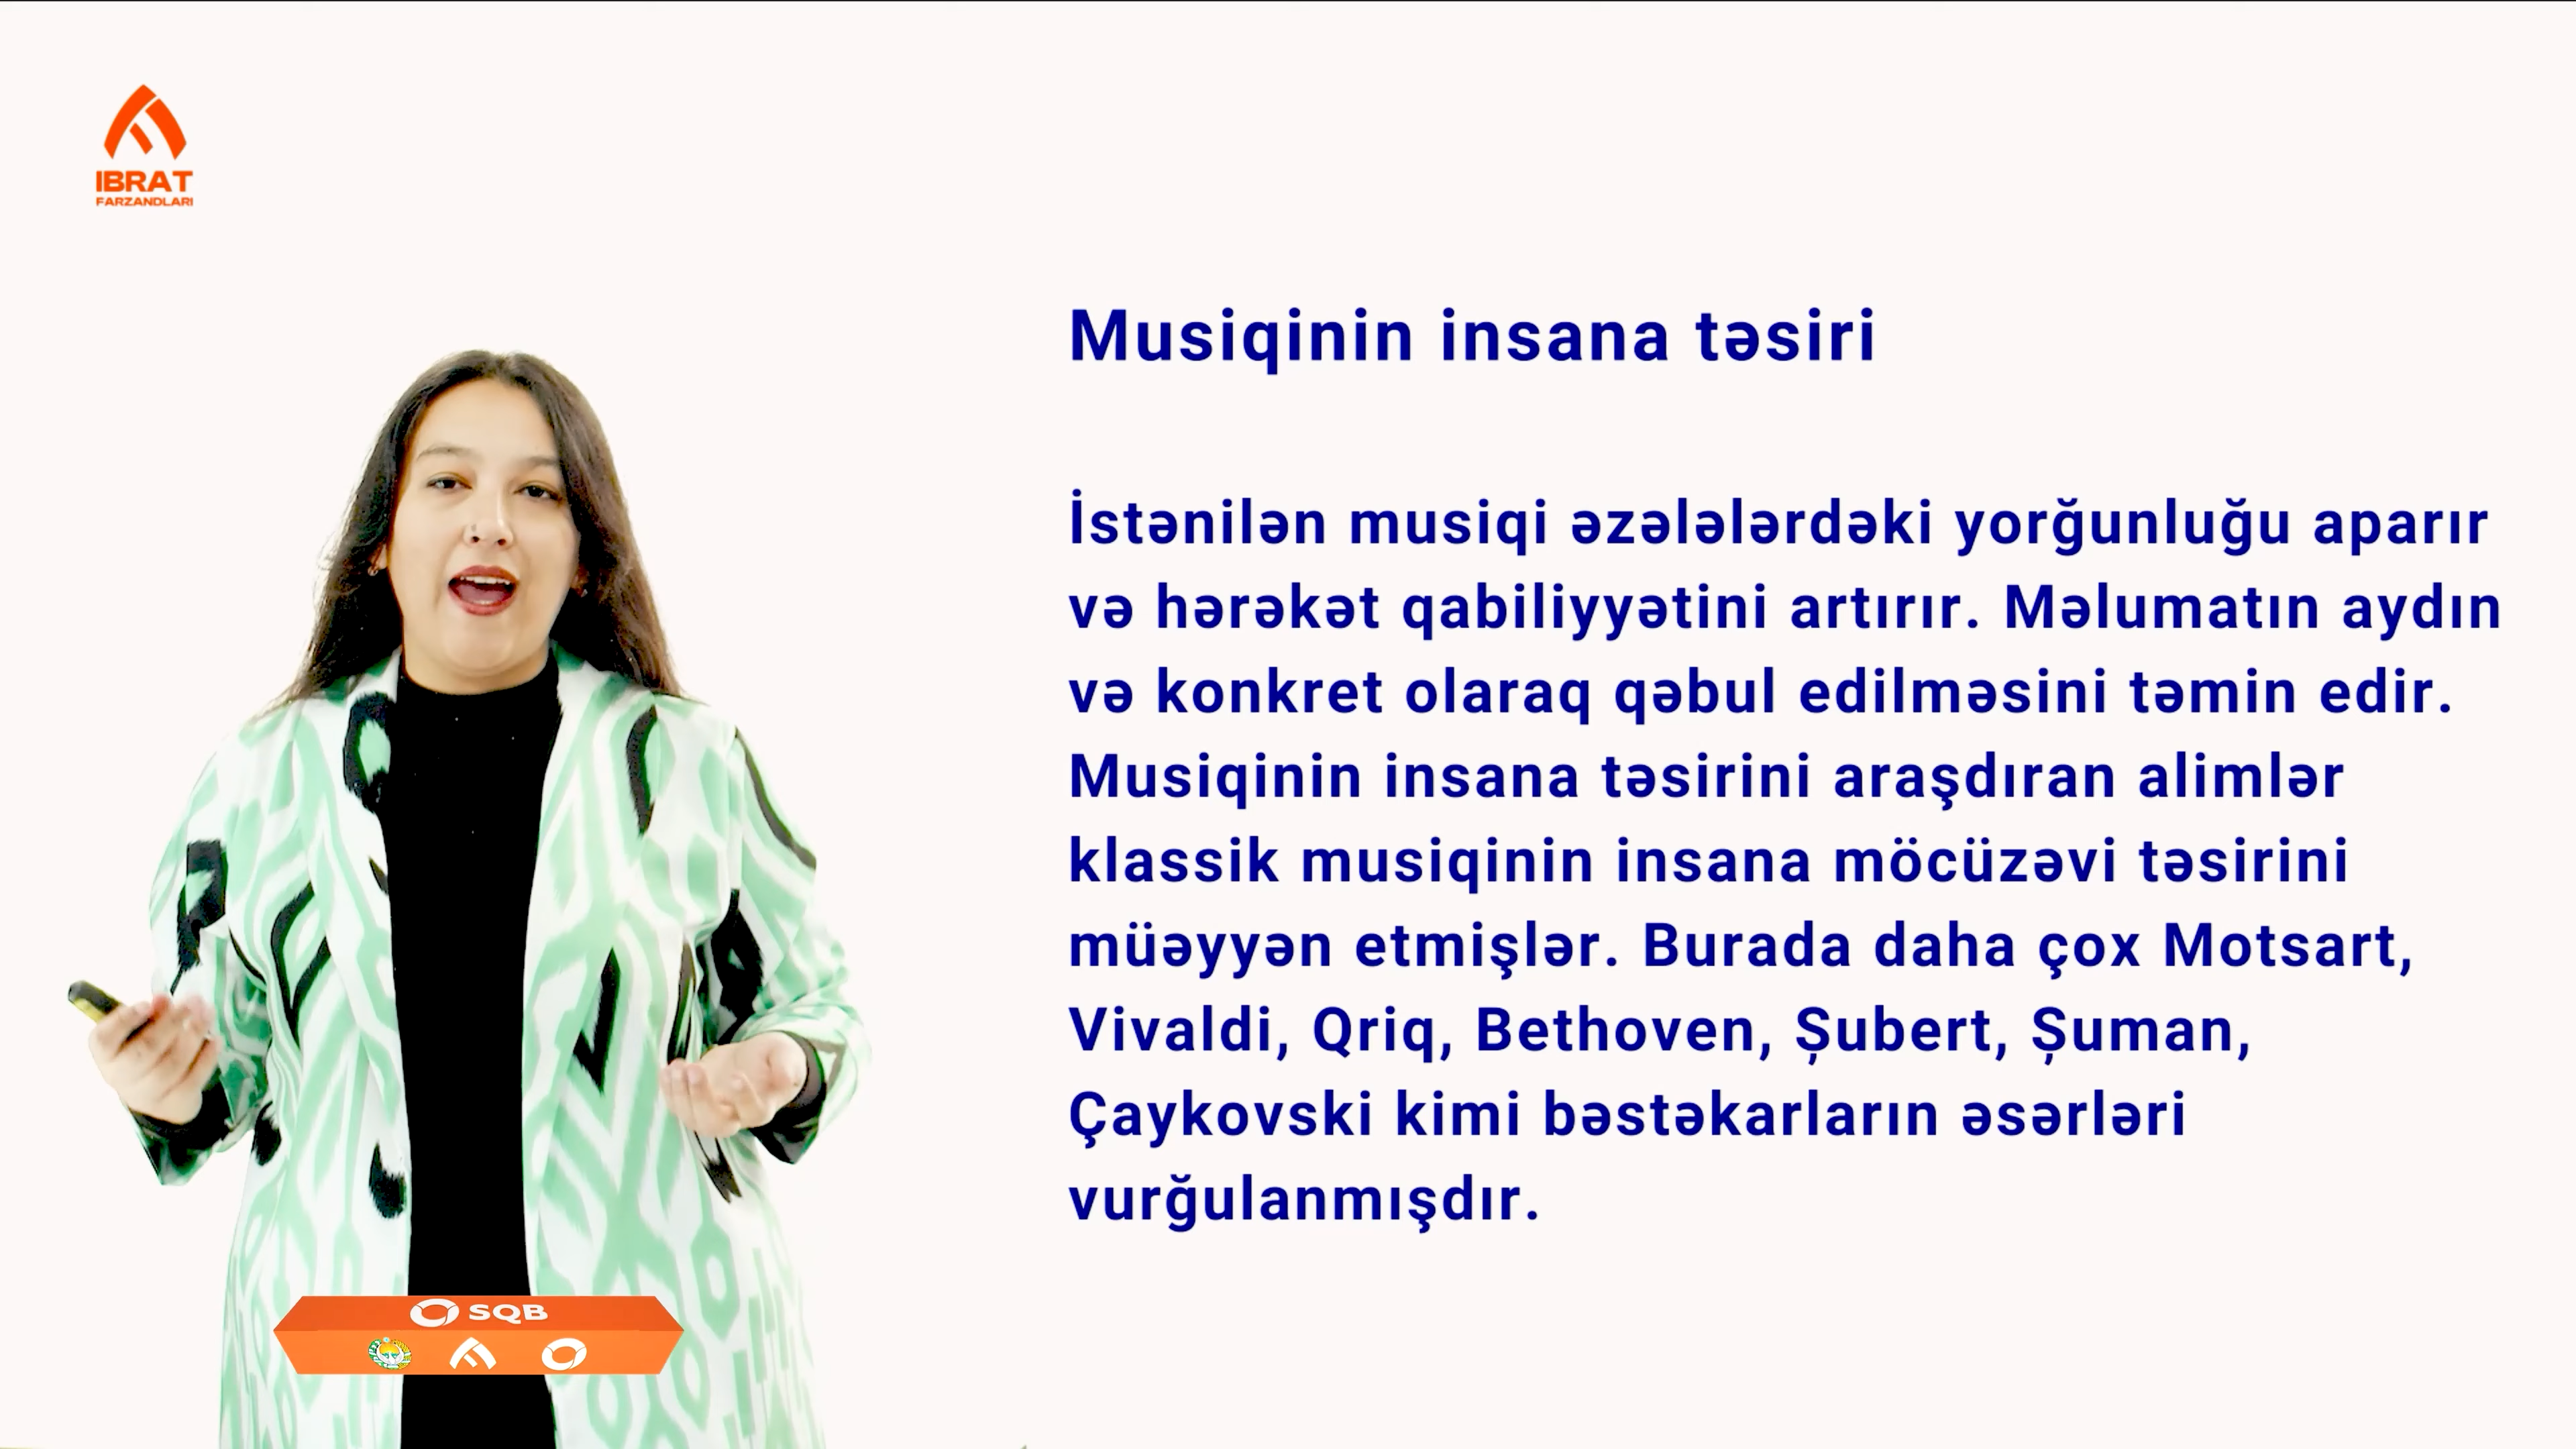 IBRAT
FARZANDLARI
Musiqinin insana təsiri
İstənilən musiqi əzələlərdəki yorğunluğu aparır
və hərəkət qabiliyyətini artırır. Məlumatın aydın
və konkret olaraq qəbul edilməsini təmin edir.
Musiqinin insana təsirini araşdıran alimlər
klassik musiqinin insana möcüzəvi təsirini
müəyyən etmişlər. Burada daha çox Motsart,
Vivaldi, Qriq, Bethoven, Șubert, Șuman,
Çaykovski kimi bəstəkarların əsərləri
vurğulanmışdır.
SQB